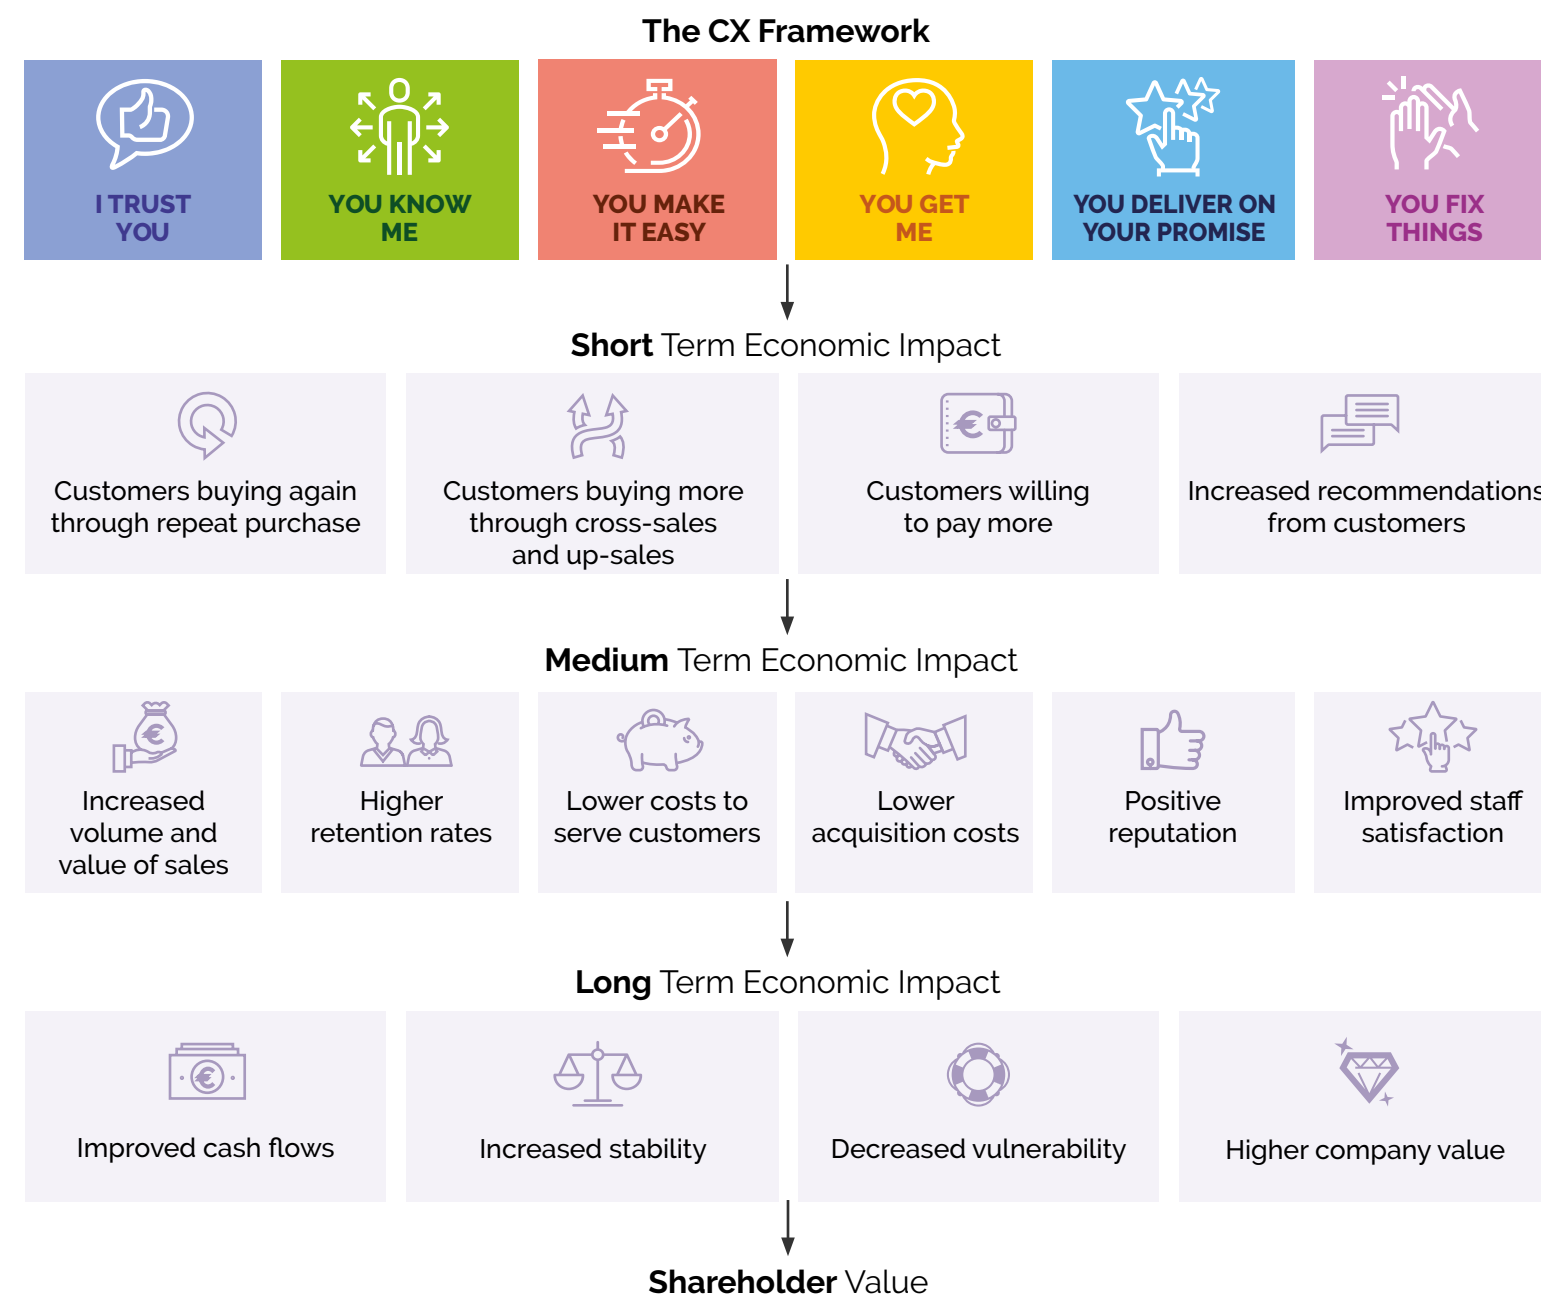 The CX Framework
I TRUST
YOU
YOU KNOW
ME
YOU MAKE
IT EASY
YOU GET
ME
YOU DELIVER ON
YOUR PROMISE
YOU FIX
THINGS
Short Term Economic Impact
Customers buying again
through repeat purchase
Customers buying more
through cross-sales
and up-sales
Customers willing
to pay more
Increased recommendations
from customers
Medium Term Economic Impact
Increased
volume and
value of sales
Higher
retention rates
Lower costs to
serve customers
Lower
acquisition costs
Positive
reputation
Improved staff
satisfaction
Long Term Economic Impact
Improved cash flows
Increased stability
Decreased vulnerability
Higher company value
Shareholder Value